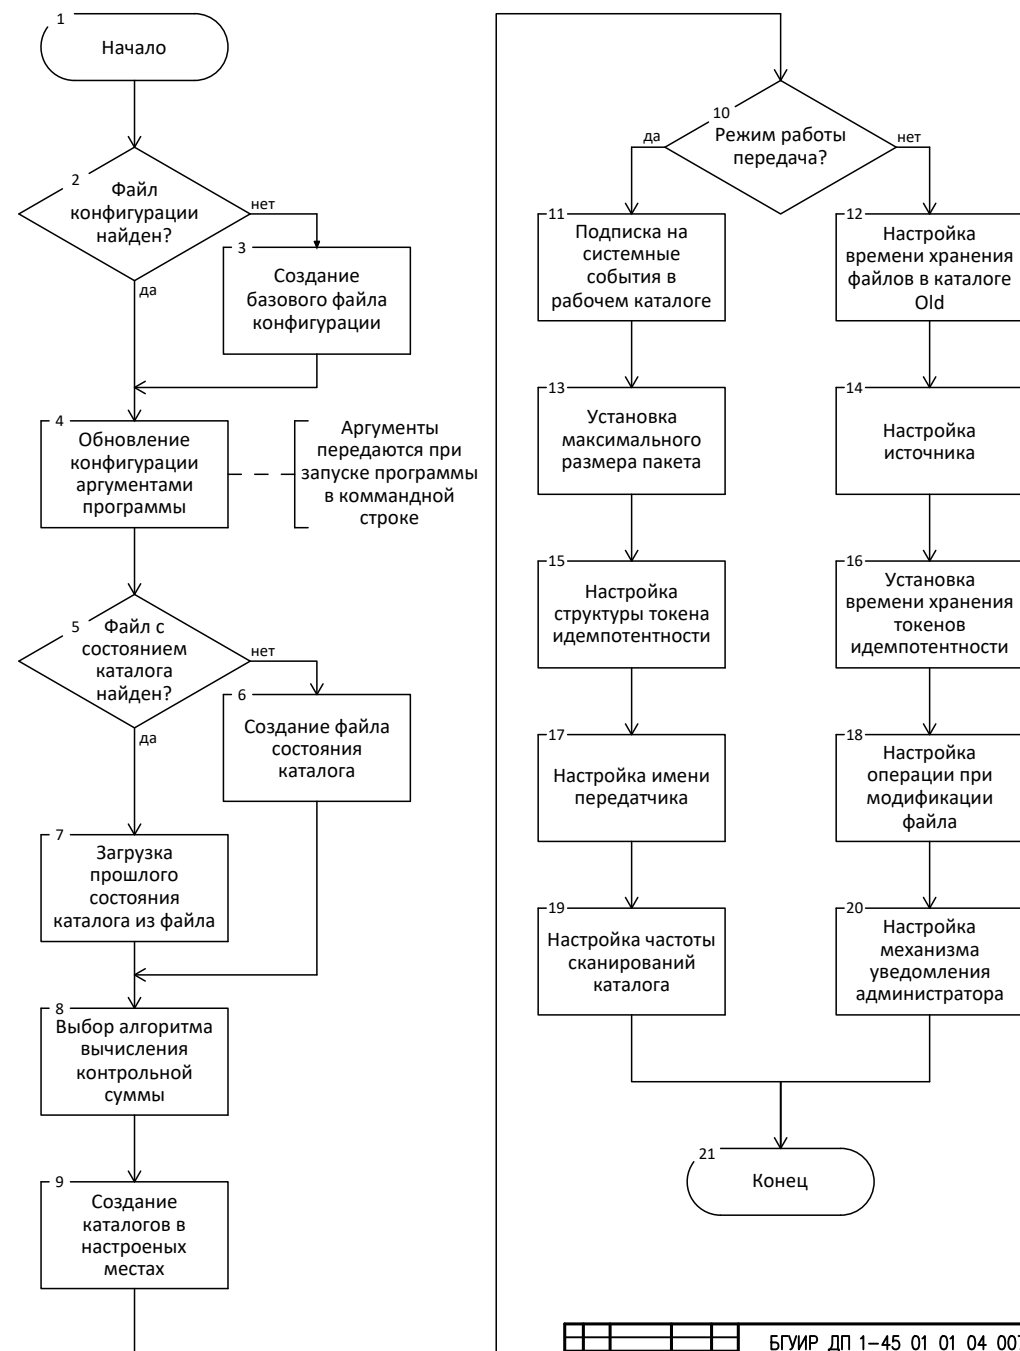 1
Начало
2
Файл
конфигурации
найден?
нет
да
3
Создание
базового файла
конфигурации
4
Обновление
конфигурации
аргументами
программы
Аргументы
передаются при
запуске программы
в коммандной
строке
5
Файл с
состоянием
каталога
найден?
нет
да
6
Создание файла
состояния
каталога
7
Загрузка
прошлого
состояния
каталога из файла
8
Выбор алгоритма
вычисления
контрольной
суммы
9
Создание
каталогов в
настроеных
местах
10
Режим работы
передача?
да
нет
11
Подписка на
системные
события в
рабочем каталоге
12
Настройка
времени хранения
файлов в каталоге
Old
13
Установка
максимального
размера пакета
14
Настройка
источника
15
Настройка
структуры токена
идемпотентности
16
Установка
времени хранения
токенов
идемпотентности
17
Настройка имени
передатчика
18
Настройка
операции при
модификации
файла
19
Настройка частоты
сканирований
каталога
20
Настройка
механизма
уведомления
администратора
21
Конец
БГУИР ДП 1-45 01 01 04 007